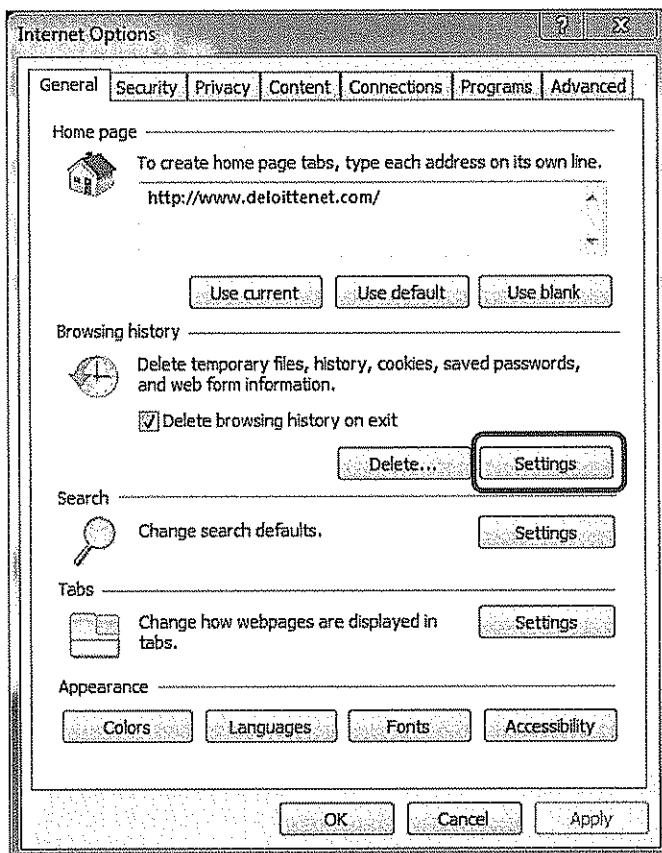 Internet Options
General Security Privacy Content Connections Programs Advanced
Home page
To create home page tabs, type each address on its own line.
http://www.deloittenet.com/
Use current Use default Use blank
Browsing history
Delete temporary files, history, cookies, saved passwords,
and web form information.
Delete browsing history on exit
Delete... Settings
Search
Change search defaults. Settings
Tabs
Change how webpages are displayed in
tabs.
Settings
Appearance
Colors Languages Fonts Accessibility
OK Cancel Apply